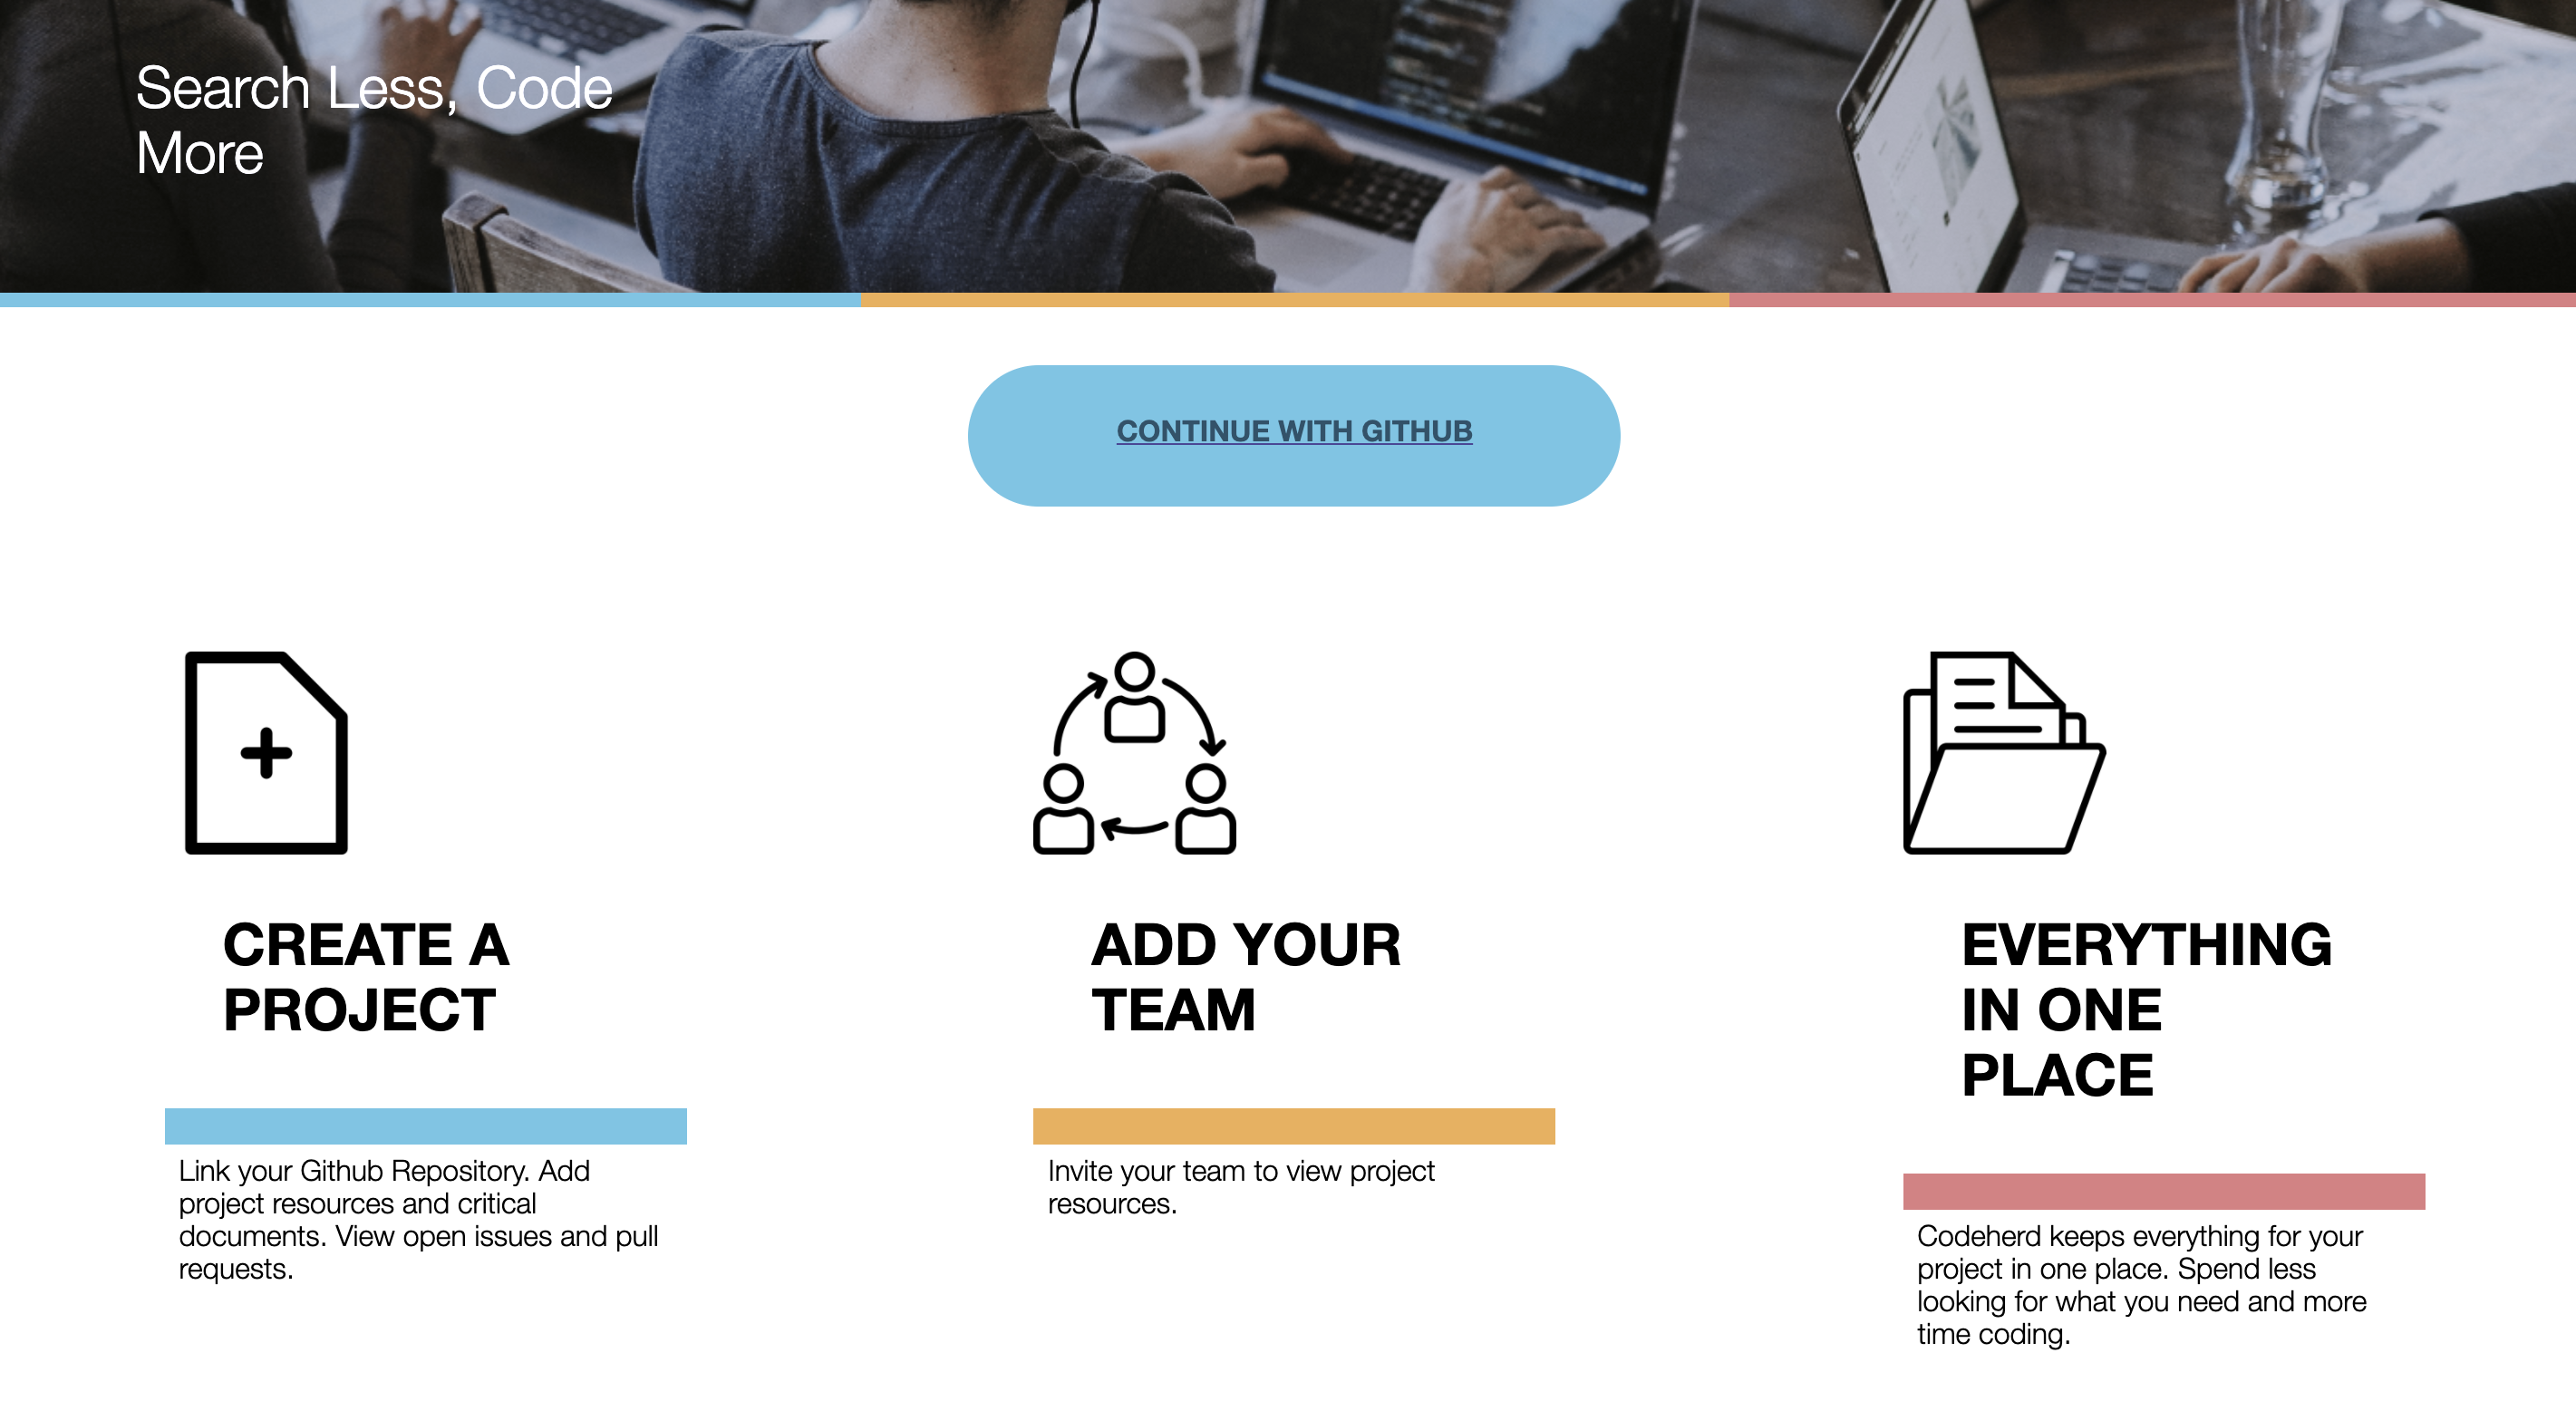 Search Less, Code
More
CONTINUE WITH GITHUB
CREATE A
PROJECT
Link your Github Repository. Add
project resources and critical
documents. View open issues and pull
requests.
ADD YOUR
TEAM
Invite your team to view project
resources.
EVERYTHING
IN ONE
PLACE
Codeherd keeps everything for your
project in one place. Spend less
looking for what you need and more
time coding.